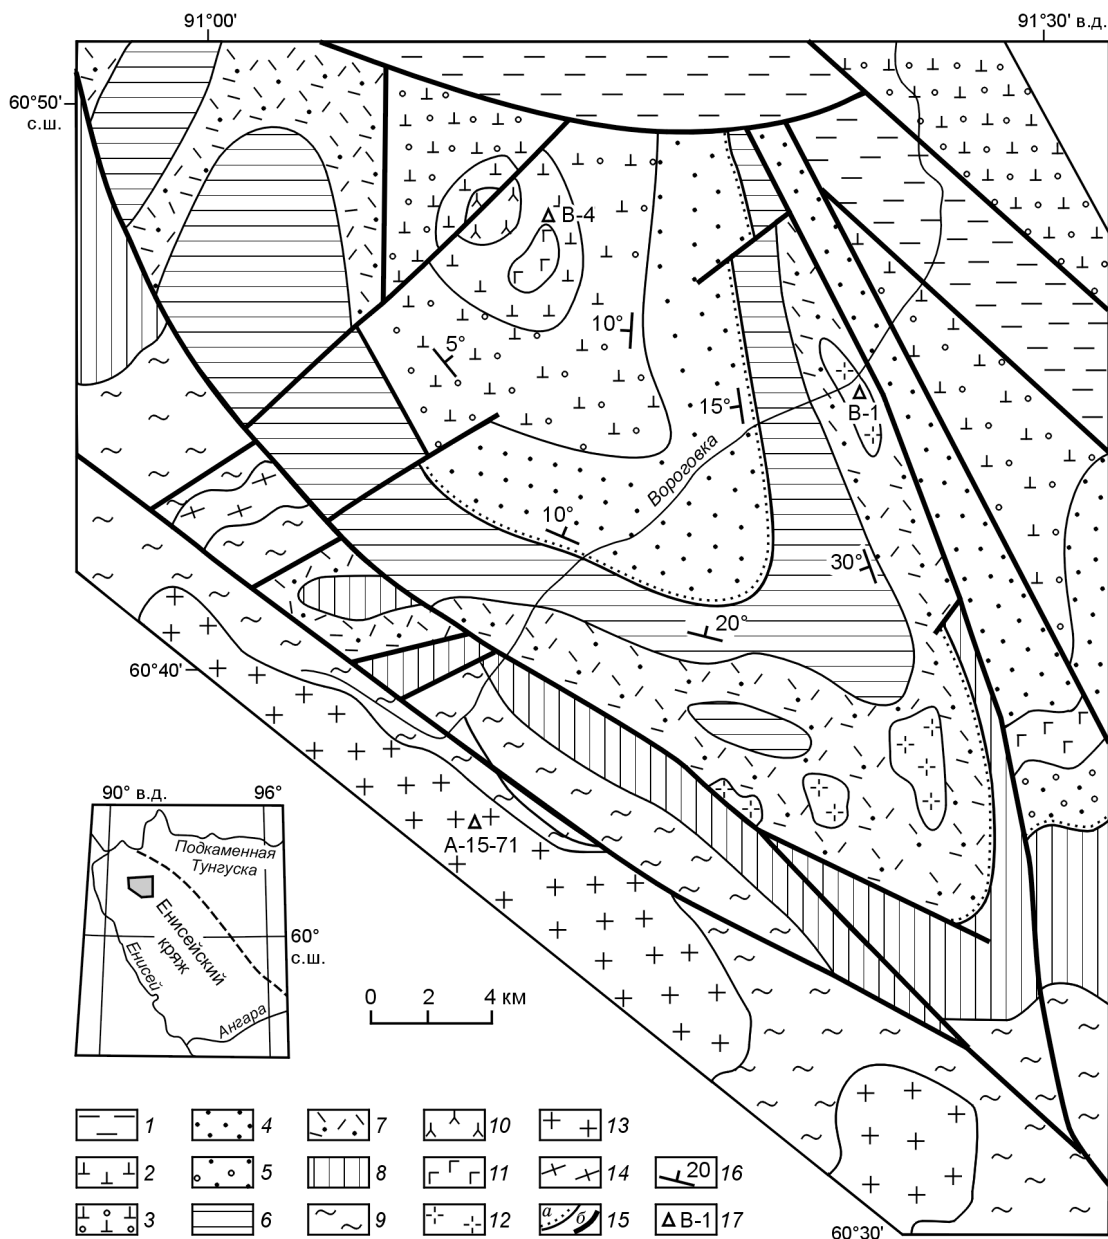 91°00'
91°30' в.д.
60°50'
с.ш.
В-4
10°
5°
15°
В-1
Вороговка
10°
30°
20°
60°40'
А-15-71
90° в.д.
96°
Подкаменная
Тунгуска
Енисейский
кряж
Енисей
Ангара
60°
с.ш.
0 2 4 км
1 4 7 10 13
2 5 8 11 14 20 16
3 6 9 12 а б 15 В-1 17
60°30'